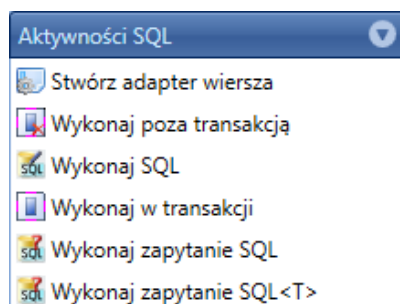 Aktywności SQL
Stwórz adapter wiersza
Wykonaj poza transakcją
Wykonaj SQL
Wykonaj w transakcji
Wykonaj zapytanie SQL
Wykonaj zapytanie SQL<T>